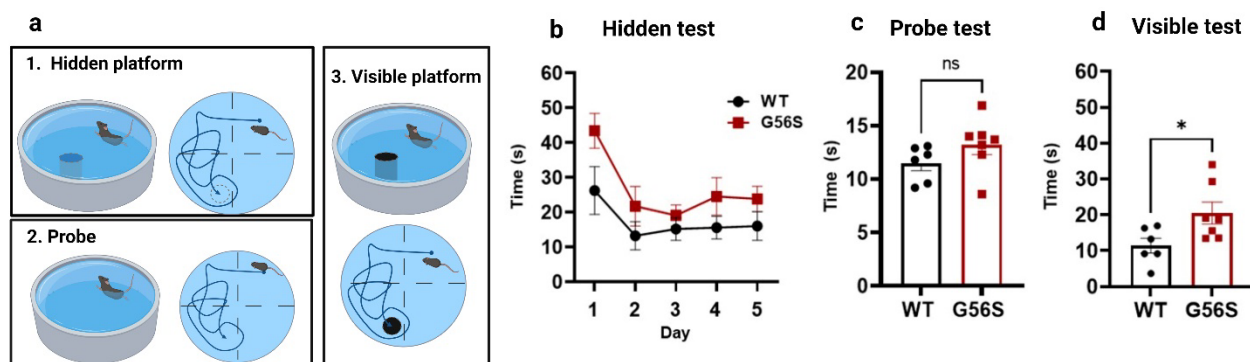 a
1. Hidden platform
2. Probe
3. Visible platform
b Hidden test
Time (s)
60
50
40
30
20
10
0
1 2 3 4 5
Day
WT
G56S
c Probe test
Time (s)
20
15
10
5
0
ns
WT G56S
d Visible test
Time (s)
60
50
40
30
20
10
0
*
WT G56S